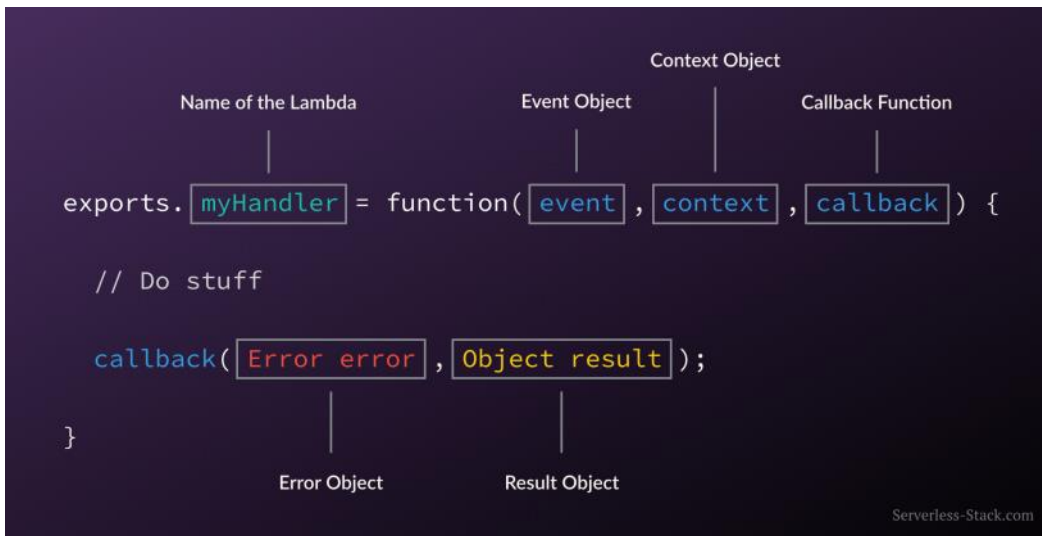 Context Object
Name of the Lambda Event Object Callback Function
exports.myHandler = function(event, context, callback) {
// Do stuff
callback(Error error, Object result);
}
Error Object Result Object
Serverless-Stack.com